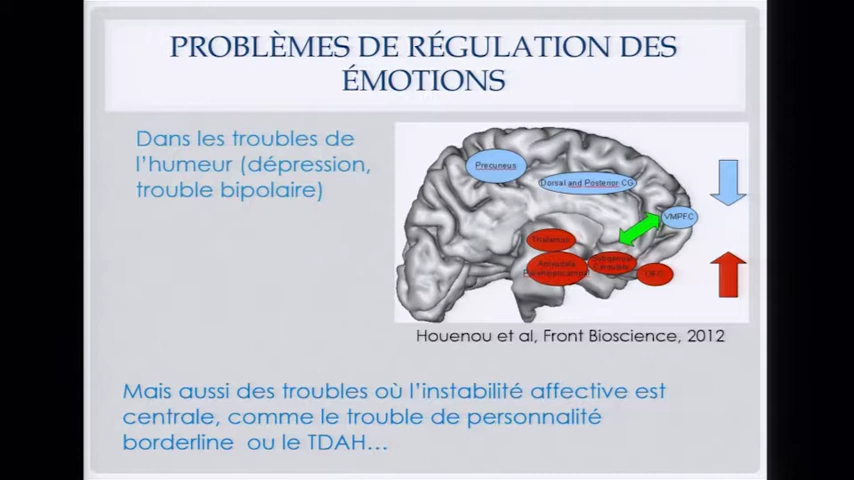 PROBLÈMES DE RÉGULATION DES
ÉMOTIONS
Dans les troubles de
l'humeur (dépression,
trouble bipolaire)
Precuneus
Dorsal and Posterior CG
VMPFC
Thalamus
Amygdala
OFC
Houenou et al, Front Bioscience, 2012
Mais aussi des troubles où l'instabilité affective est
centrale, comme le trouble de personnalité
borderline ou le TDAH…